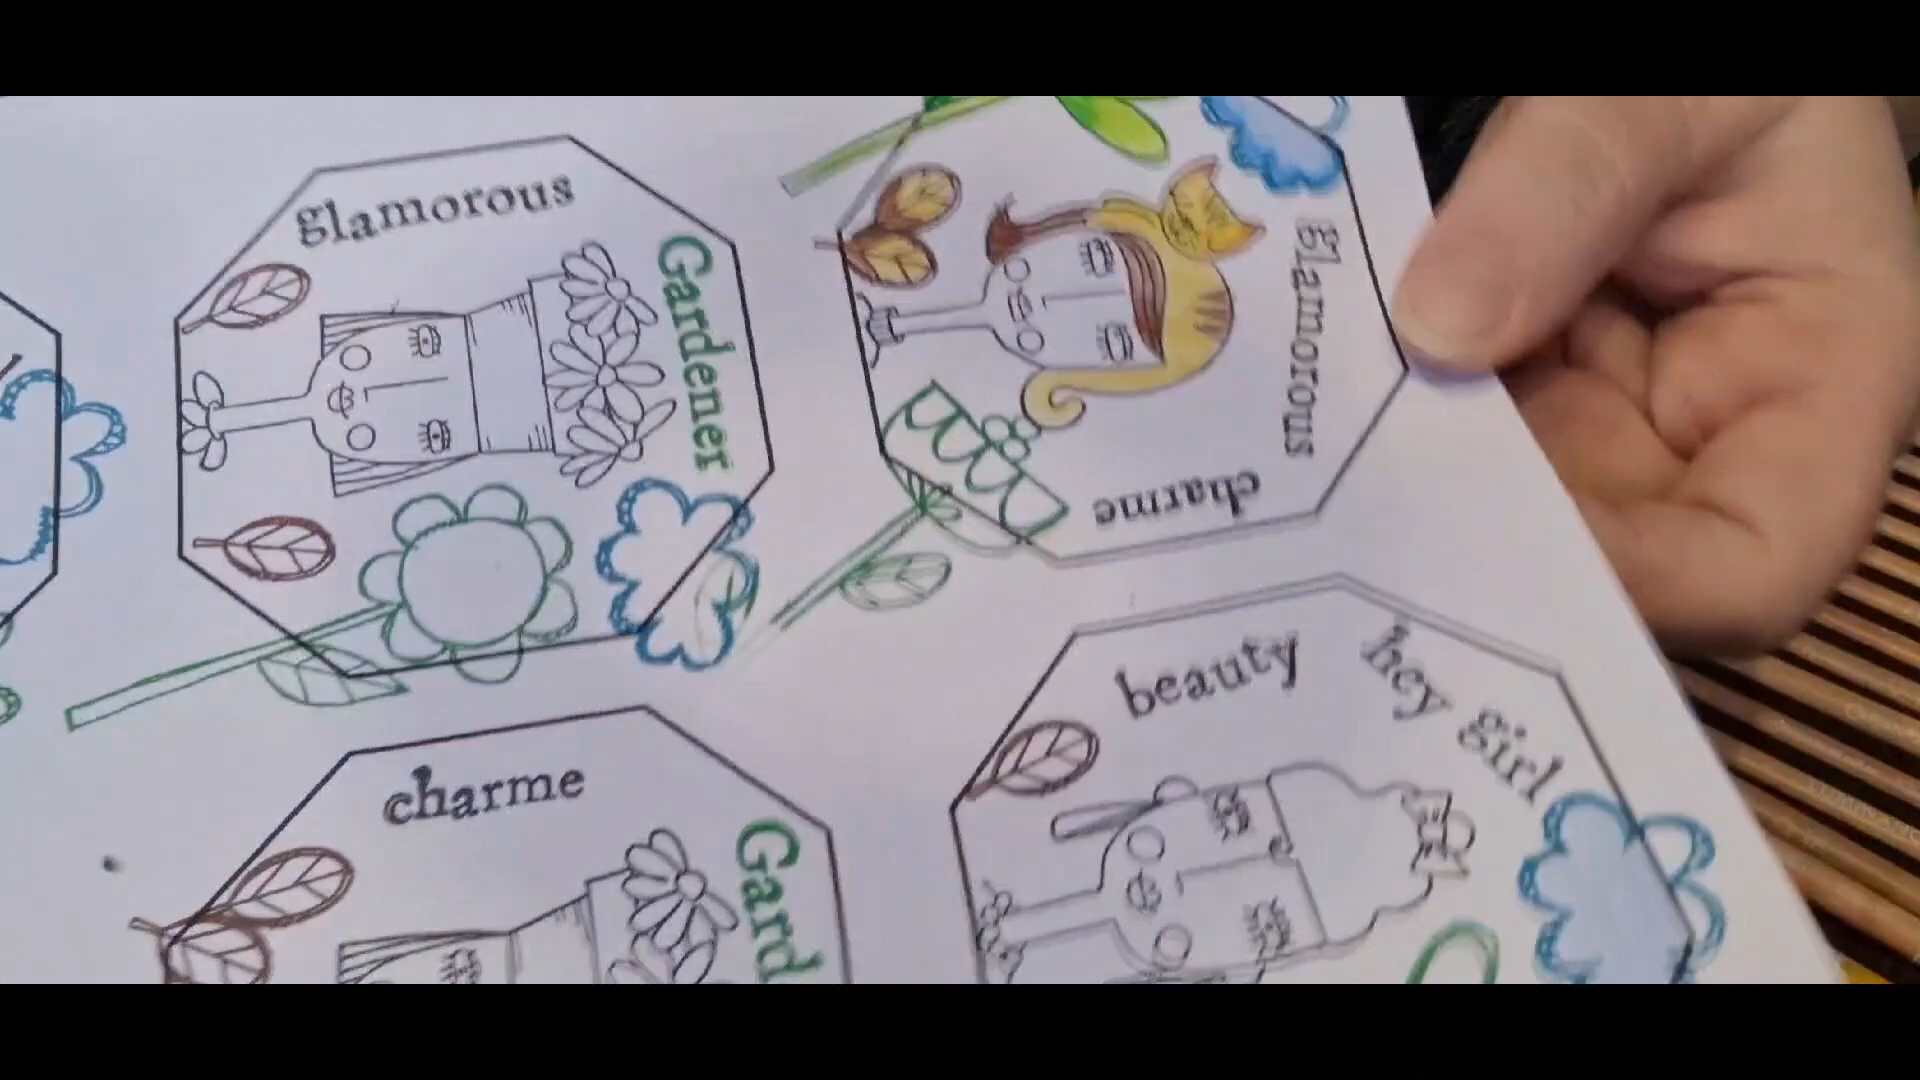 glamorous
Gardener
glamorous
charme
beauty
hey girl
charme
Gard